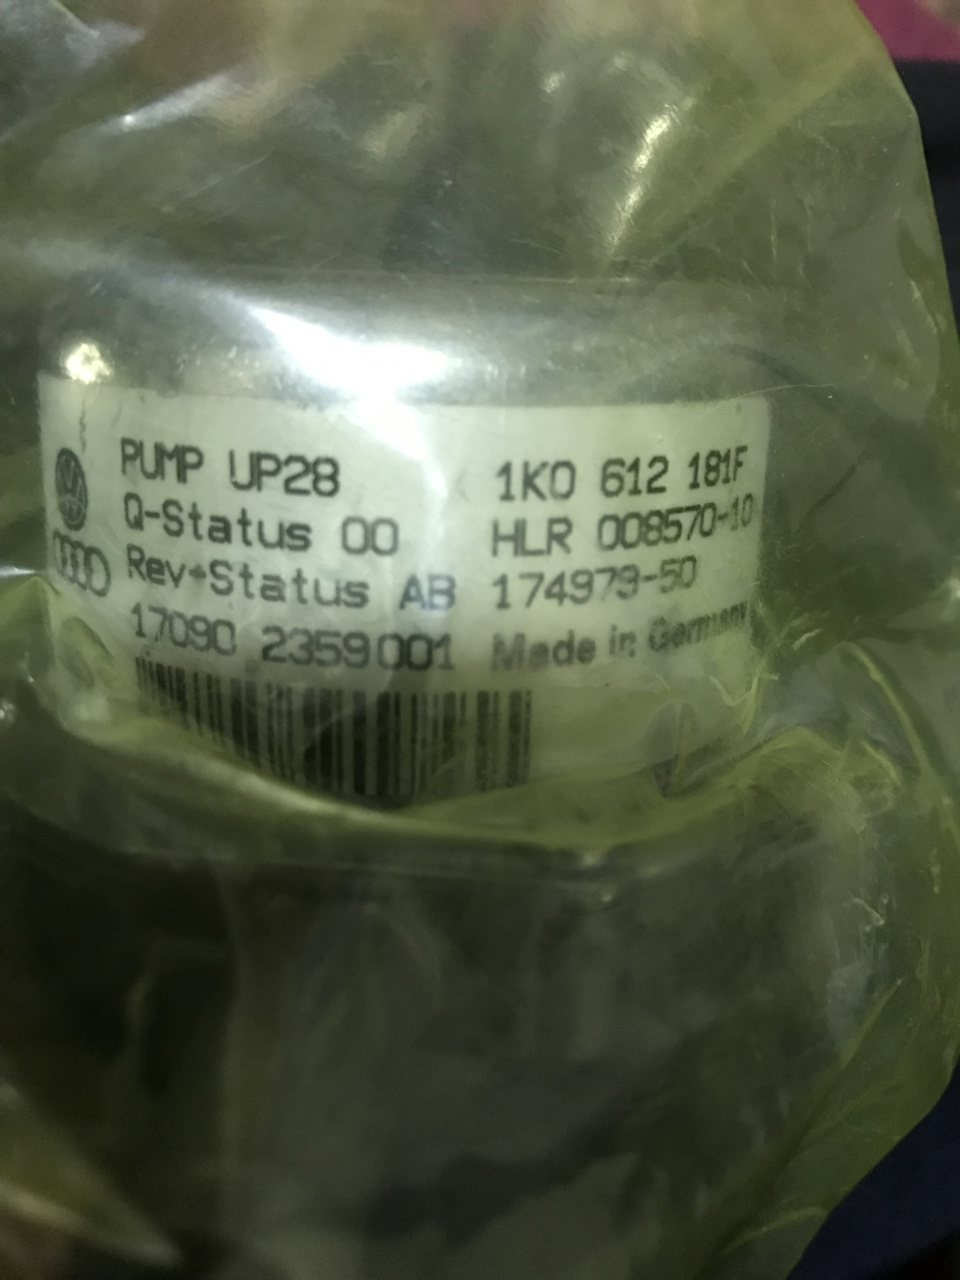 PUMP UP28
Q-Status 00
Rev-Status AB
17090 2359001
1K0 612 181F
HLR 008570-10
174979-50
Made in Germany